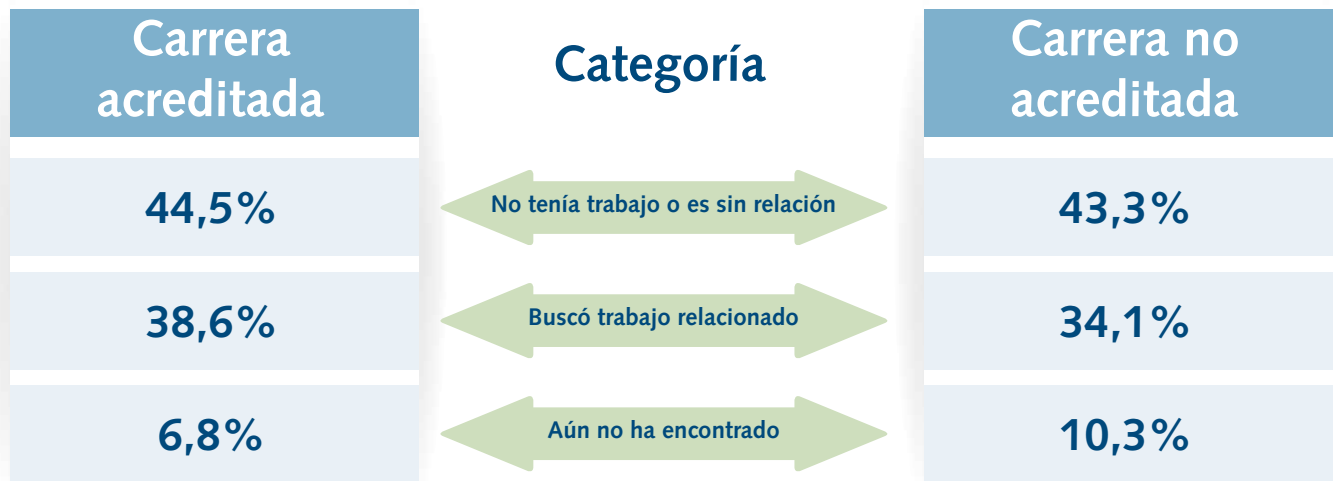 Carrera
acreditada
Categoría
Carrera no
acreditada
44,5%
No tenía trabajo o es sin relación
43,3%
38,6%
Buscó trabajo relacionado
34,1%
6,8%
Aún no ha encontrado
10,3%